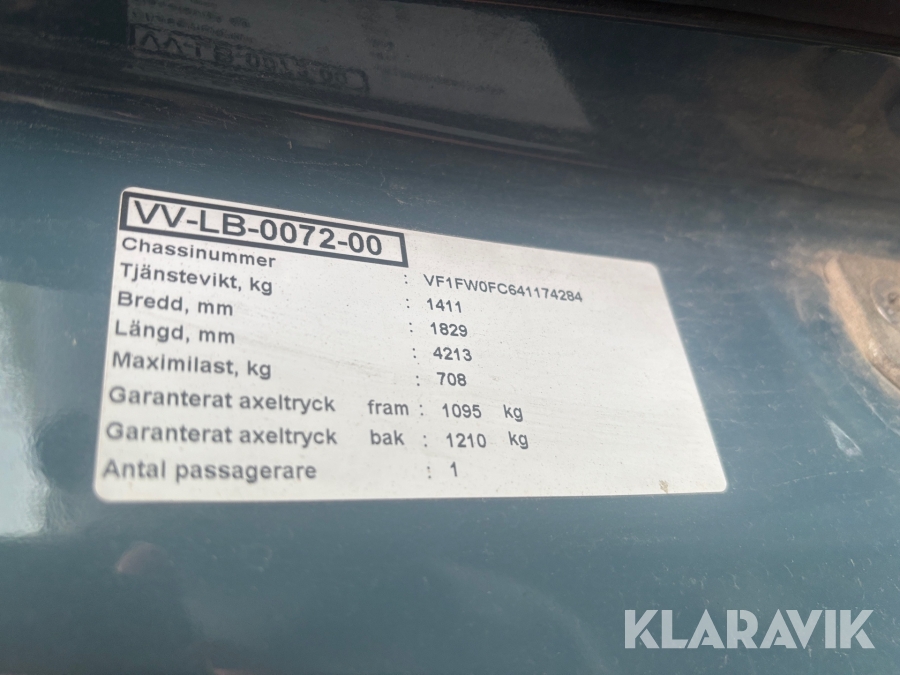 VV-LB-0072-00
Chassinummer : VF1FW0FC641174284
Tjänstevikt, kg : 1411
Bredd, mm : 1829
Längd, mm : 4213
Maximilast, kg : 708
Garanterat axeltryck fram : 1095 kg
Garanterat axeltryck bak : 1210 kg
Antal passagerare : 1
KLARAVIK